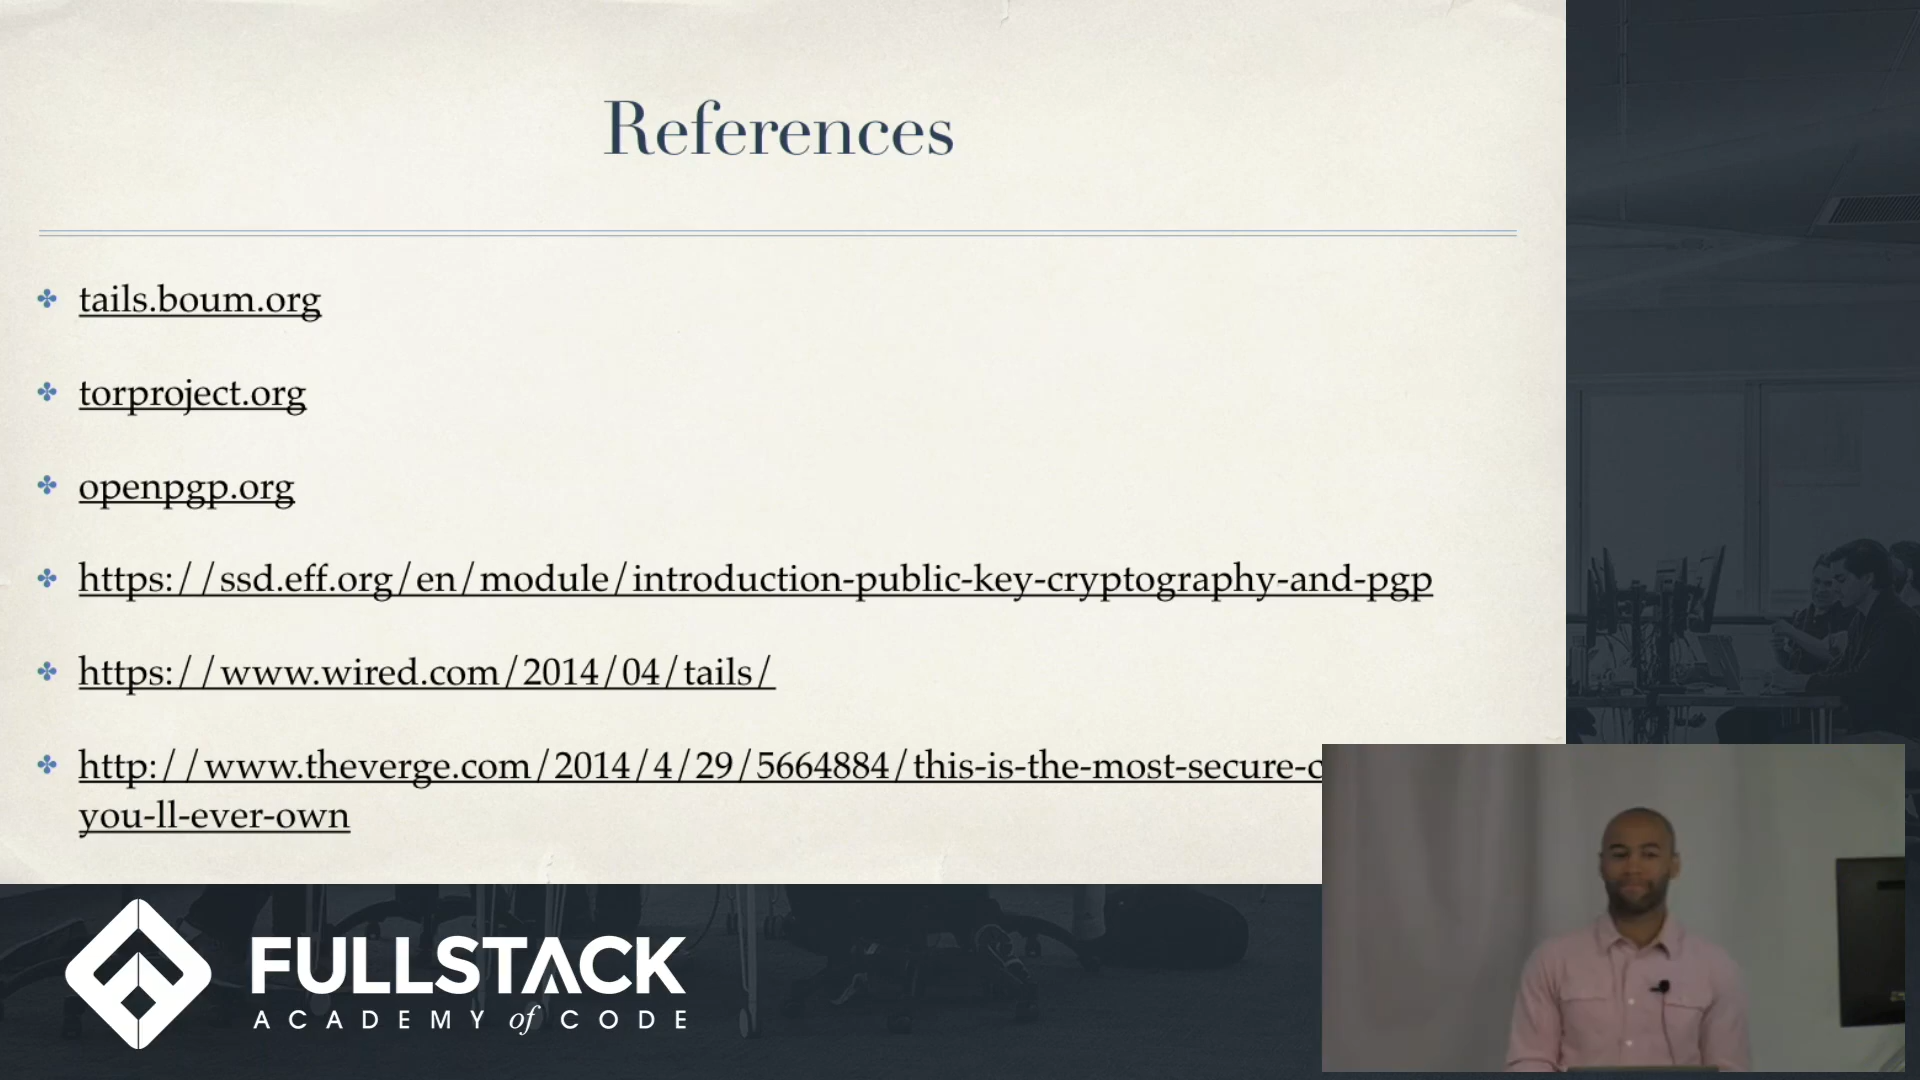 References
tails.boum.org
torproject.org
openpgp.org
https://ssd.eff.org/en/module/introduction-public-key-cryptography-and-pgp
https://www.wired.com/2014/04/tails/
http://www.theverge.com/2014/4/29/5664884/this-is-the-most-secure-
you-ll-ever-own
FULLSTACK
ACADEMY of CODE